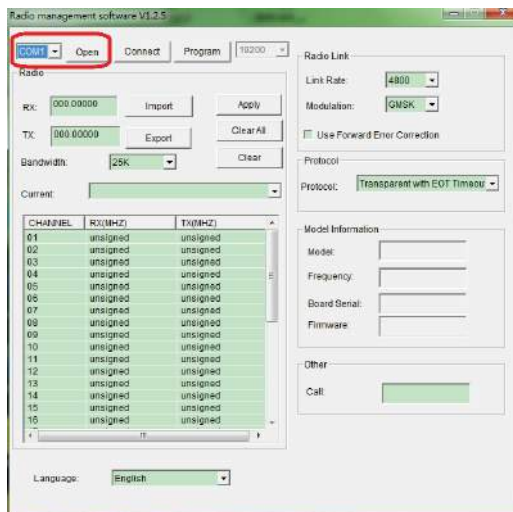 Radio management software V1.2.5
COM1 Open Connect Program 19200
Radio
RX: 000.00000 Import Apply
TX: 000.00000 Export Clear All
Bandwidth: 25K Clear
Current:
CHANNEL RX(MHZ) TX(MHZ)
01 unsigned unsigned
02 unsigned unsigned
03 unsigned unsigned
04 unsigned unsigned
05 unsigned unsigned
06 unsigned unsigned
07 unsigned unsigned
08 unsigned unsigned
09 unsigned unsigned
10 unsigned unsigned
11 unsigned unsigned
12 unsigned unsigned
13 unsigned unsigned
14 unsigned unsigned
15 unsigned unsigned
16 unsigned unsigned
Language: English
Radio Link
Link Rate: 4800
Modulation: GMSK
Use Forward Error Correction
Protocol
Protocol: Transparent with EOT Timeou
Model Information
Model:
Frequency:
Board Serial:
Firmware
Other
Call: